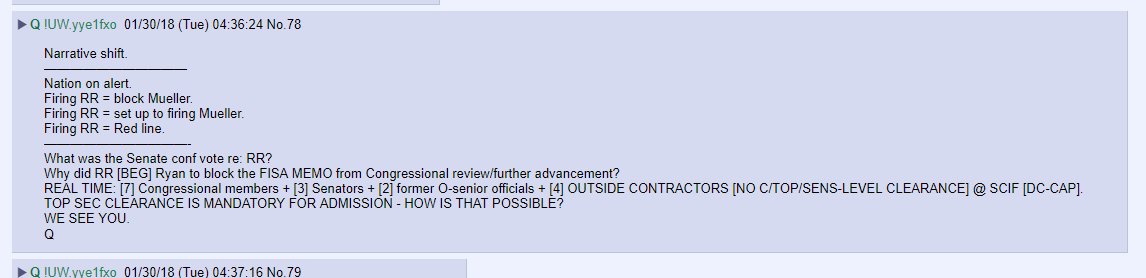 ▶ Q !UW.yye1fxo 01/30/18 (Tue) 04:36:24 No.78
Narrative shift.
——————————————
Nation on alert.
Firing RR = block Mueller.
Firing RR = set up to firing Mueller.
Firing RR = Red line.
——————————————-
What was the Senate conf vote re: RR?
Why did RR [BEG] Ryan to block the FISA MEMO from Congressional review/further advancement?
REAL TIME: [7] Congressional members + [3] Senators + [2] former O-senior officials + [4] OUTSIDE CONTRACTORS [NO C/TOP/SENS-LEVEL CLEARANCE] @ SCIF [DC-CAP].
TOP SEC CLEARANCE IS MANDATORY FOR ADMISSION - HOW IS THAT POSSIBLE?
WE SEE YOU.
Q
▶ Q !UW.yye1fxo 01/30/18 (Tue) 04:37:16 No.79